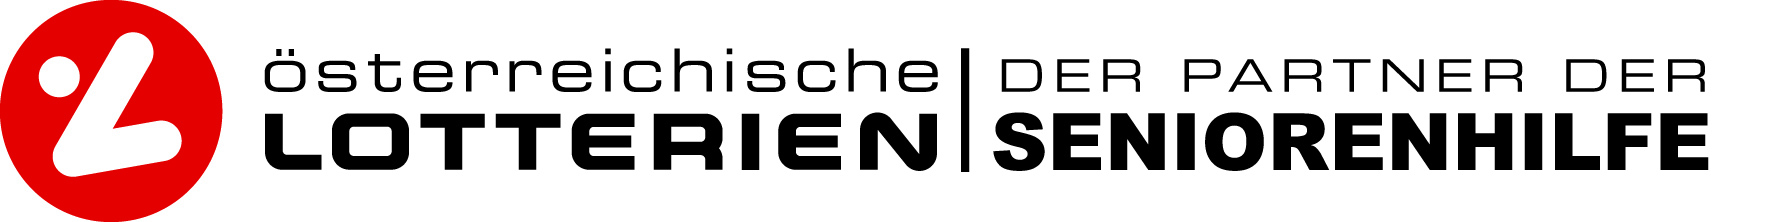 österreichische
LOTTERIEN
DER PARTNER DER
SENIORENHILFE